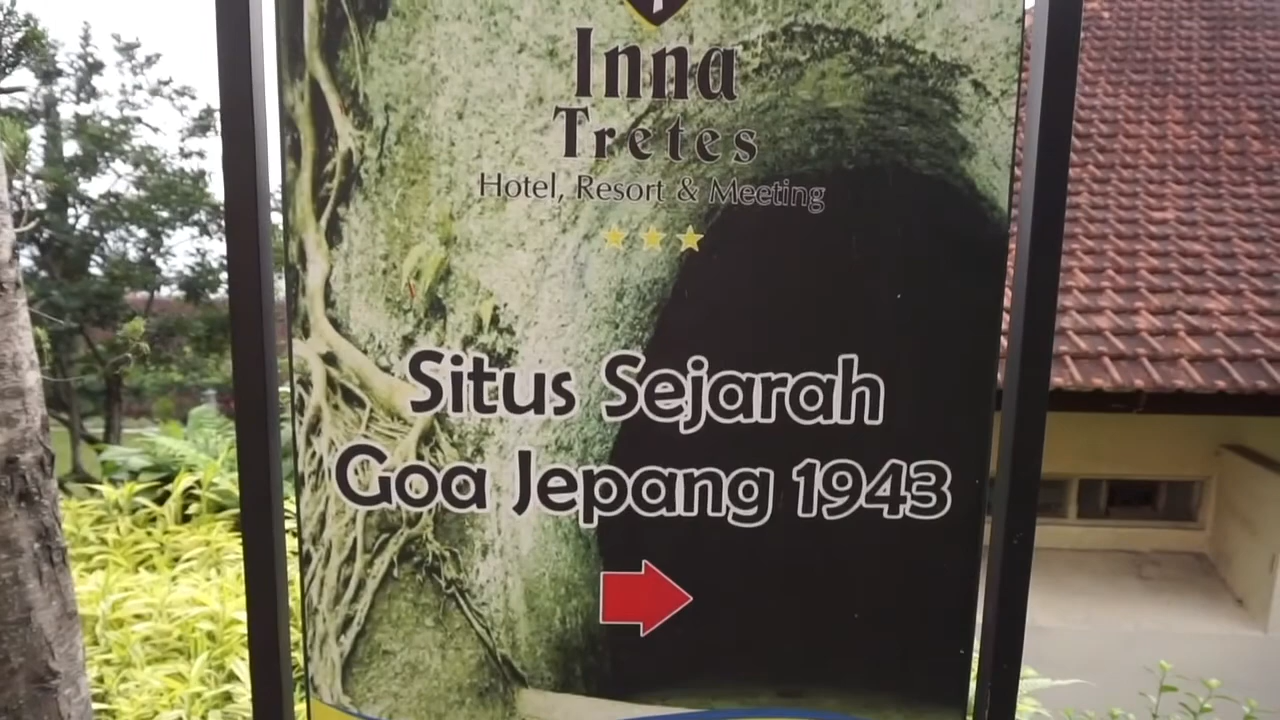 Inna
Tretes
Hotel, Resort & Meeting
Situs Sejarah
Goa Jepang 1943